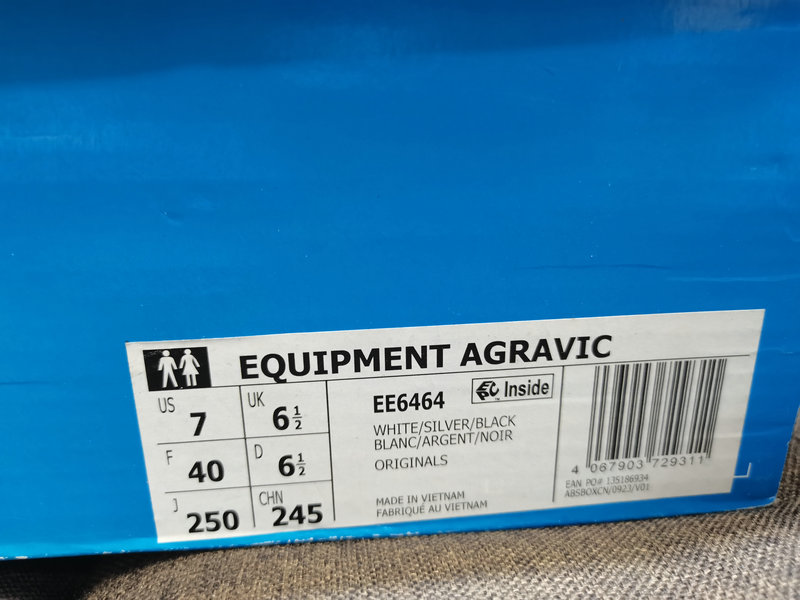 EQUIPMENT AGRAVIC
US 7 UK 6 1/2
F 40 D 6 1/2
J 250 CHN 245
EE6464 Inside
WHITE/SILVER/BLACK
BLANC/ARGENT/NOIR
ORIGINALS
MADE IN VIETNAM
FABRIQUÉ AU VIETNAM
4 067903 729311
EAN PO# 135186934
ABSBOXCN/0923/V01